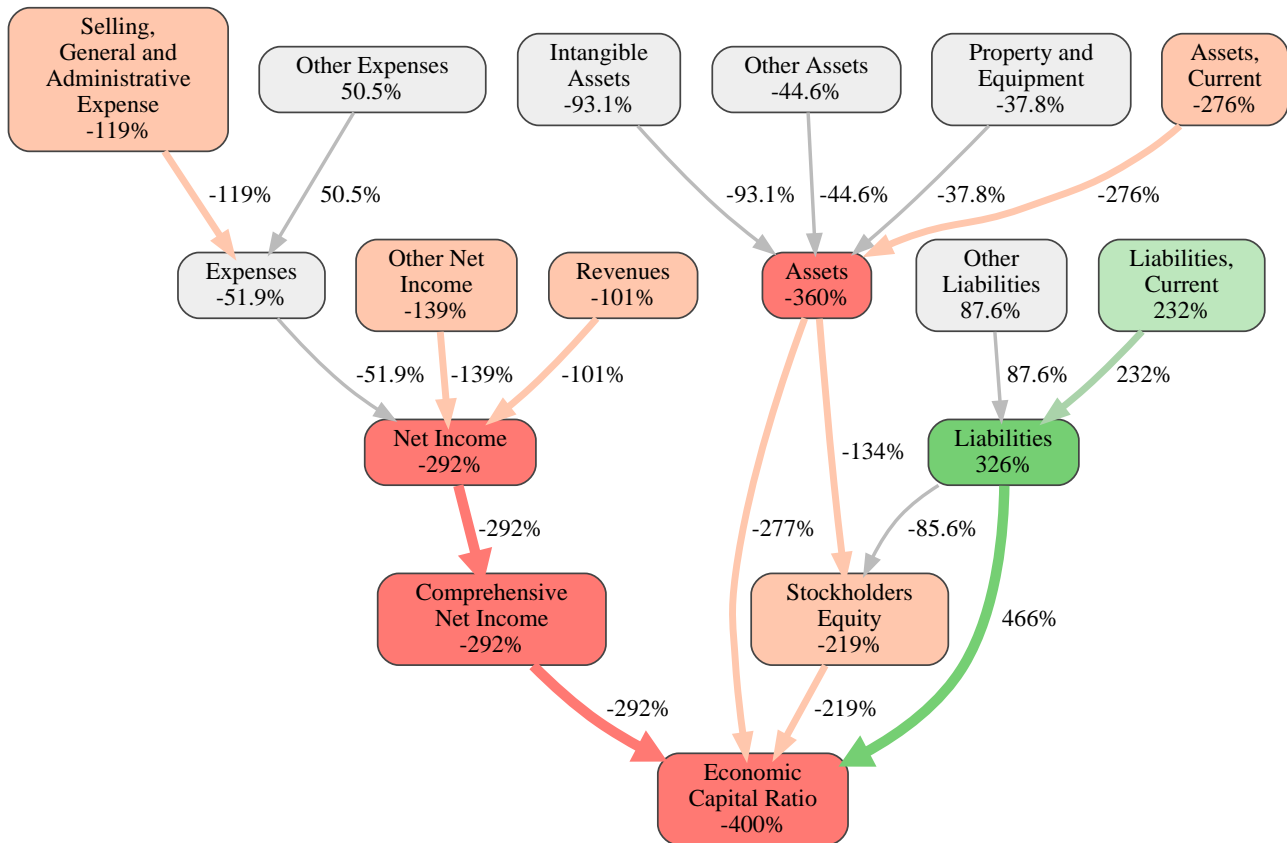 Selling,
General and
Administrative
Expense
-119%
Other Expenses
50.5%
Intangible
Assets
-93.1%
Other Assets
-44.6%
Property and
Equipment
-37.8%
Assets,
Current
-276%
-119%
50.5%
-93.1%
-44.6%
-37.8%
-276%
Expenses
-51.9%
Other Net
Income
-139%
Revenues
-101%
Assets
-360%
Other
Liabilities
87.6%
Liabilities,
Current
232%
-51.9%
-139%
-101%
87.6%
232%
Net Income
-292%
-134%
Liabilities
326%
-292%
-277%
-85.6%
Comprehensive
Net Income
-292%
Stockholders
Equity
-219%
466%
-292%
-219%
Economic
Capital Ratio
-400%